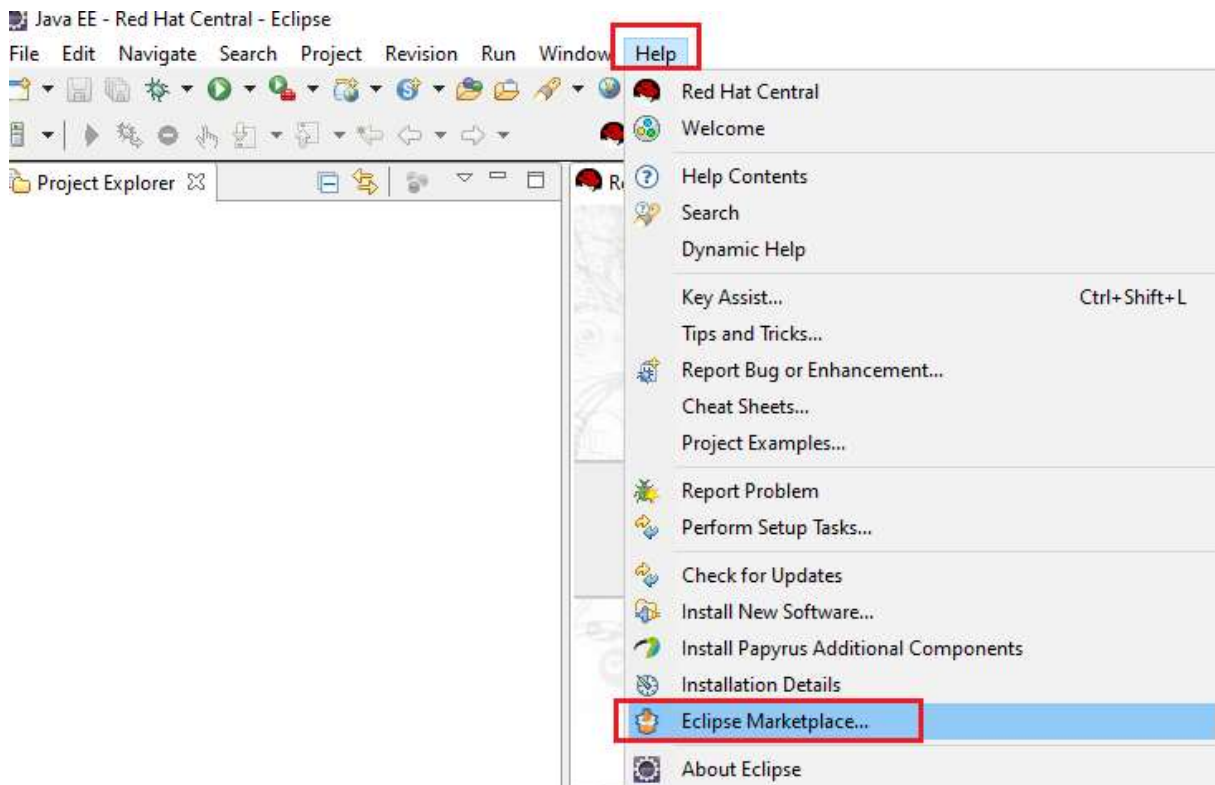 Java EE - Red Hat Central - Eclipse
File Edit Navigate Search Project Revision Run Window Help
Red Hat Central
Welcome
Project Explorer
Help Contents
Search
Dynamic Help
Key Assist... Ctrl+Shift+L
Tips and Tricks...
Report Bug or Enhancement...
Cheat Sheets...
Project Examples...
Report Problem
Perform Setup Tasks...
Check for Updates
Install New Software...
Install Papyrus Additional Components
Installation Details
Eclipse Marketplace...
About Eclipse